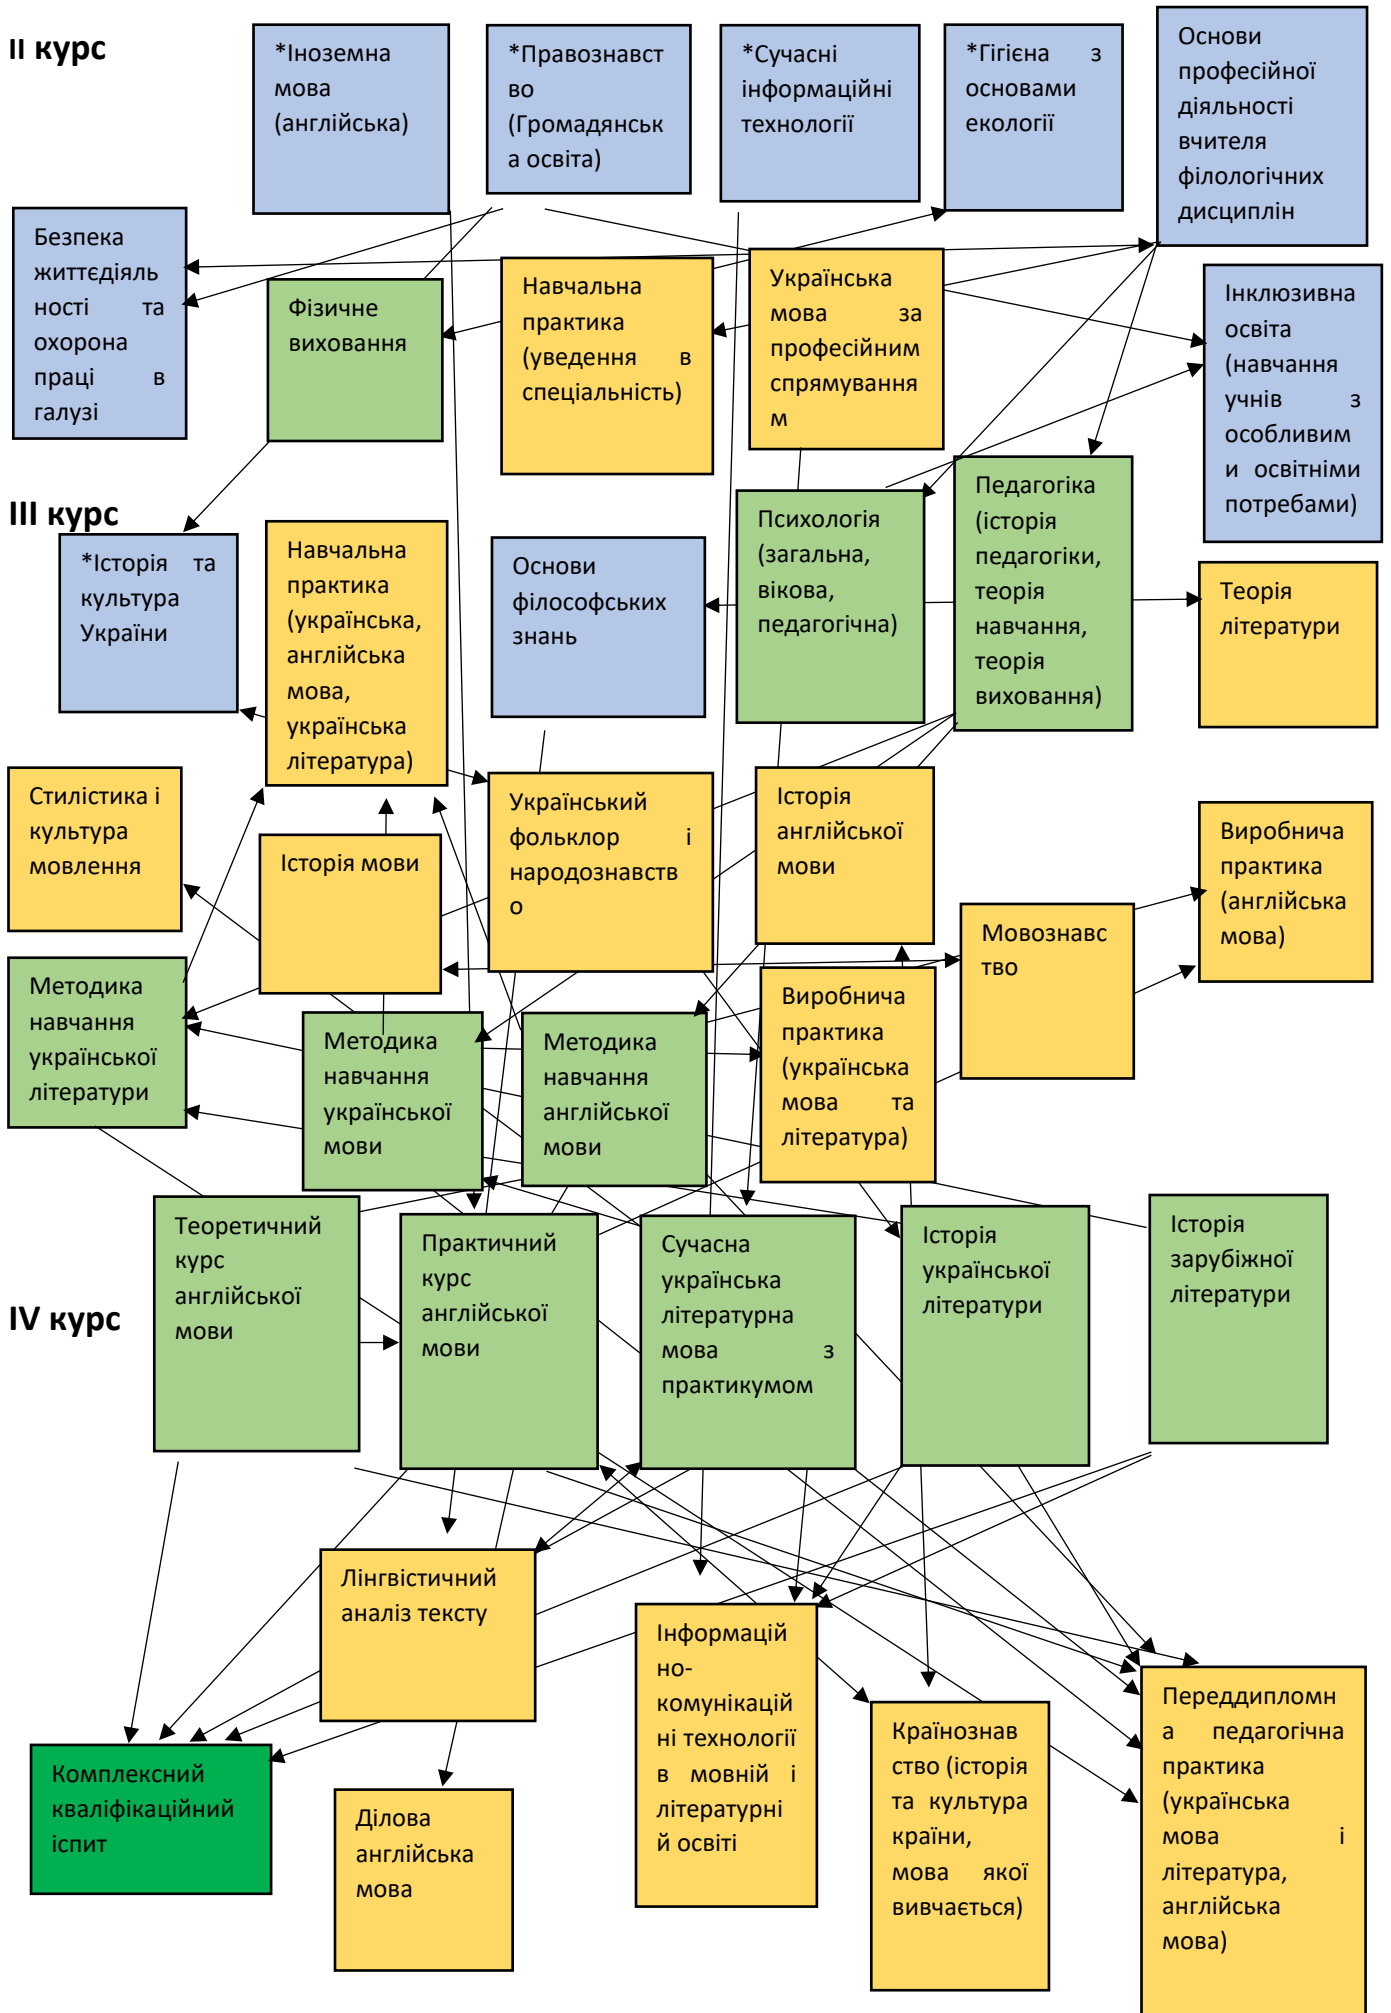 II курс
*Іноземна
мова
(англійська)
*Правознавст
во
(Громадянськ
а освіта)
*Сучасні
інформаційні
технології
*Гігієна з
основами
екології
Основи
професійної
діяльності
вчителя
філологічних
дисциплін
Безпека
життєдіяль
ності та
охорона
праці в
галузі
Фізичне
виховання
Навчальна
практика
(уведення в
спеціальність)
Українська
мова за
професійним
спрямування
м
Інклюзивна
освіта
(навчання
учнів з
особливим
и освітніми
потребами)
III курс
*Історія та
культура
України
Навчальна
практика
(українська,
англійська
мова,
українська
література)
Основи
філософських
знань
Психологія
(загальна,
вікова,
педагогічна)
Педагогіка
(історія
педагогіки,
теорія
навчання,
теорія
виховання)
Теорія
літератури
Стилістика і
культура
мовлення
Історія мови
Український
фольклор і
народознавств
о
Історія
англійської
мови
Мовознавс
тво
Виробнича
практика
(англійська
мова)
Методика
навчання
української
літератури
Методика
навчання
української
мови
Методика
навчання
англійської
мови
Виробнича
практика
(українська
мова та
література)
IV курс
Теоретичний
курс
англійської
мови
Практичний
курс
англійської
мови
Сучасна
українська
літературна
мова з
практикумом
Історія
української
літератури
Історія
зарубіжної
літератури
Лінгвістичний
аналіз тексту
Комплексний
кваліфікаційний
іспит
Ділова
англійська
мова
Інформацій
но-
комунікацій
ні технології
в мовній і
літературні
й освіті
Країнознав
ство (історія
та культура
країни,
мова якої
вивчається)
Переддипломн
а педагогічна
практика
(українська
мова і
література,
англійська
мова)